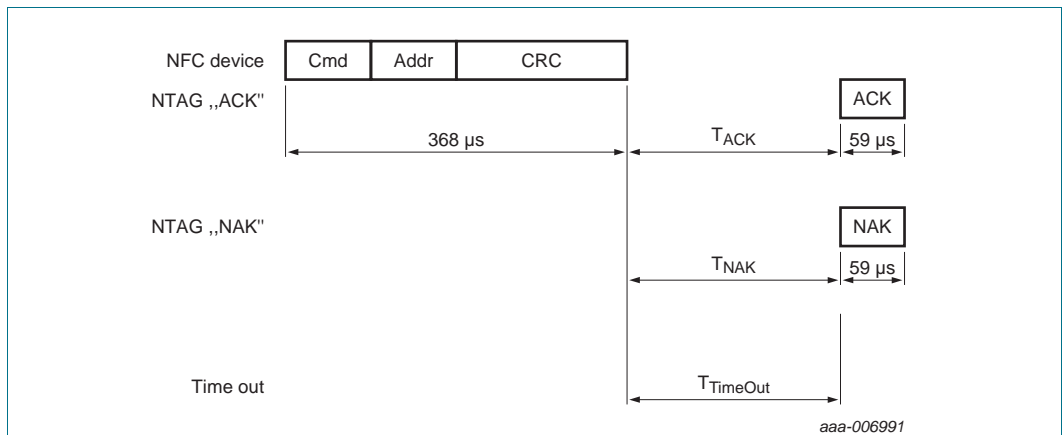 NFC device Cmd Addr CRC
NTAG ,,ACK" ACK
368 µs TACK 59 µs
NTAG ,,NAK" NAK
TNAK 59 µs
Time out TTimeOut
aaa-006991